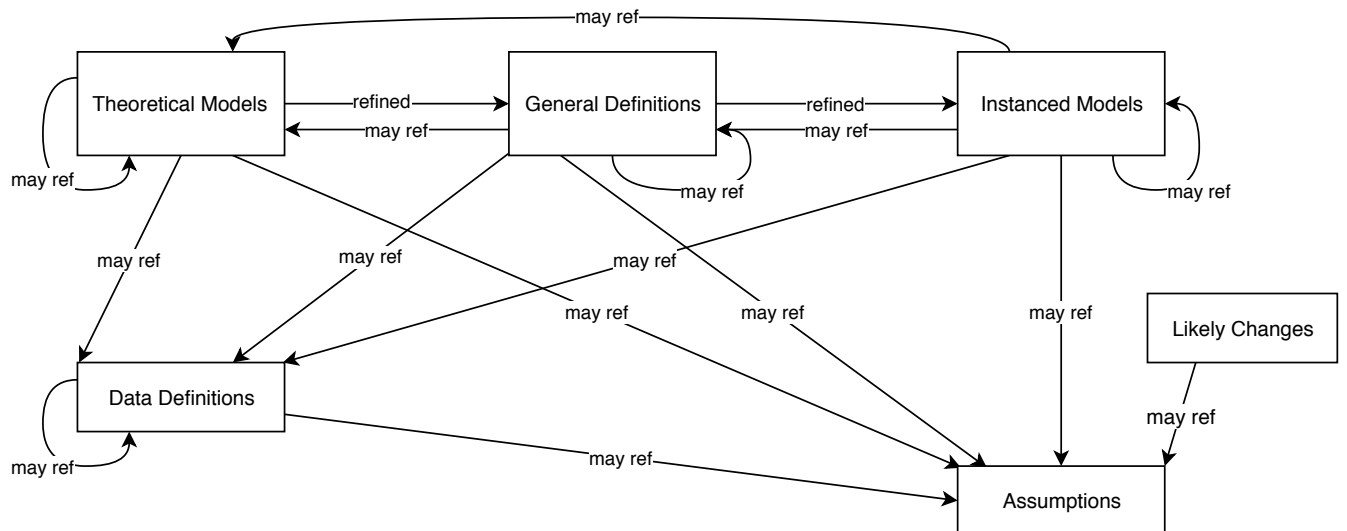 may ref
Theoretical Models
refined
General Definitions
refined
Instanced Models
may ref
may ref
may ref
may ref
may ref
may ref
may ref
may ref
may ref
may ref
may ref
Likely Changes
Data Definitions
may ref
may ref
may ref
may ref
Assumptions